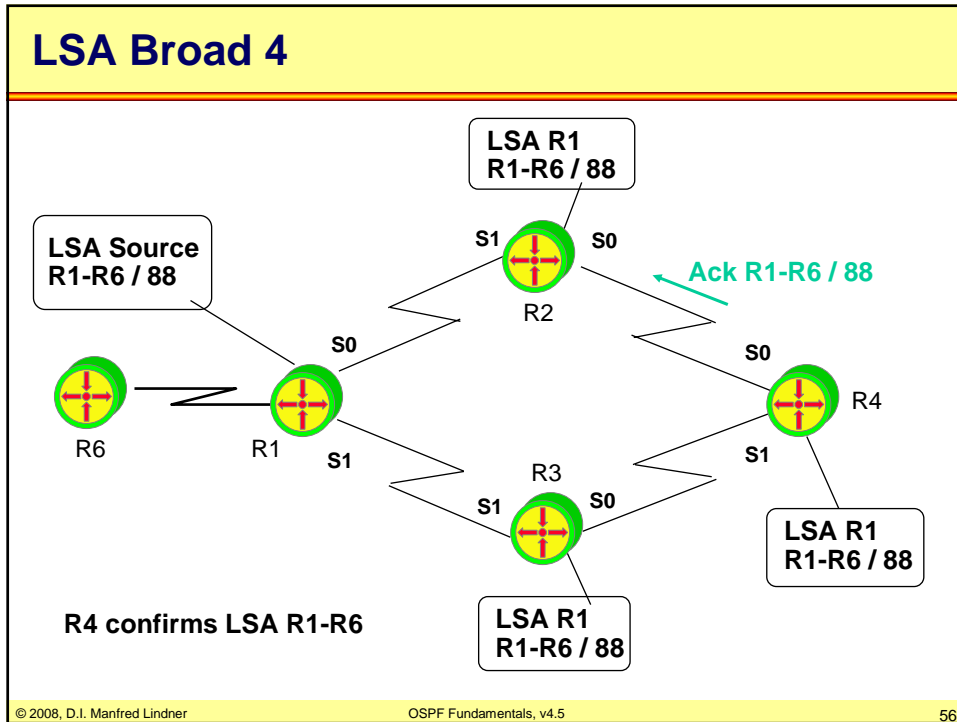 LSA Broad 4
LSA R1
R1-R6 / 88
LSA Source
R1-R6 / 88
S1
S0
Ack R1-R6 / 88
R2
S0
S0
R4
R6
R1
S1
S1
R3
S1
S0
LSA R1
R1-R6 / 88
R4 confirms LSA R1-R6
LSA R1
R1-R6 / 88
© 2008, D.I. Manfred Lindner
OSPF Fundamentals, v4.5
56